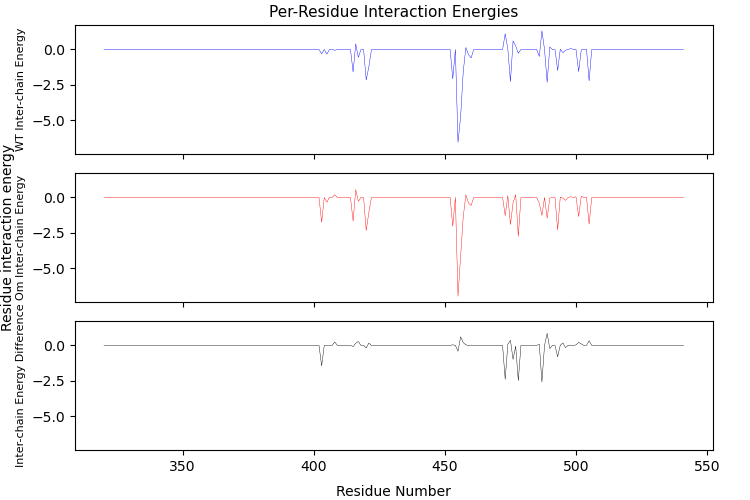 Per-Residue Interaction Energies
WT Inter-chain Energy
0.0
−2.5
−5.0
Residue interaction energy
Om Inter-chain Energy
0.0
−2.5
−5.0
Inter-chain Energy Difference
0.0
−2.5
−5.0
350
400
450
500
550
Residue Number